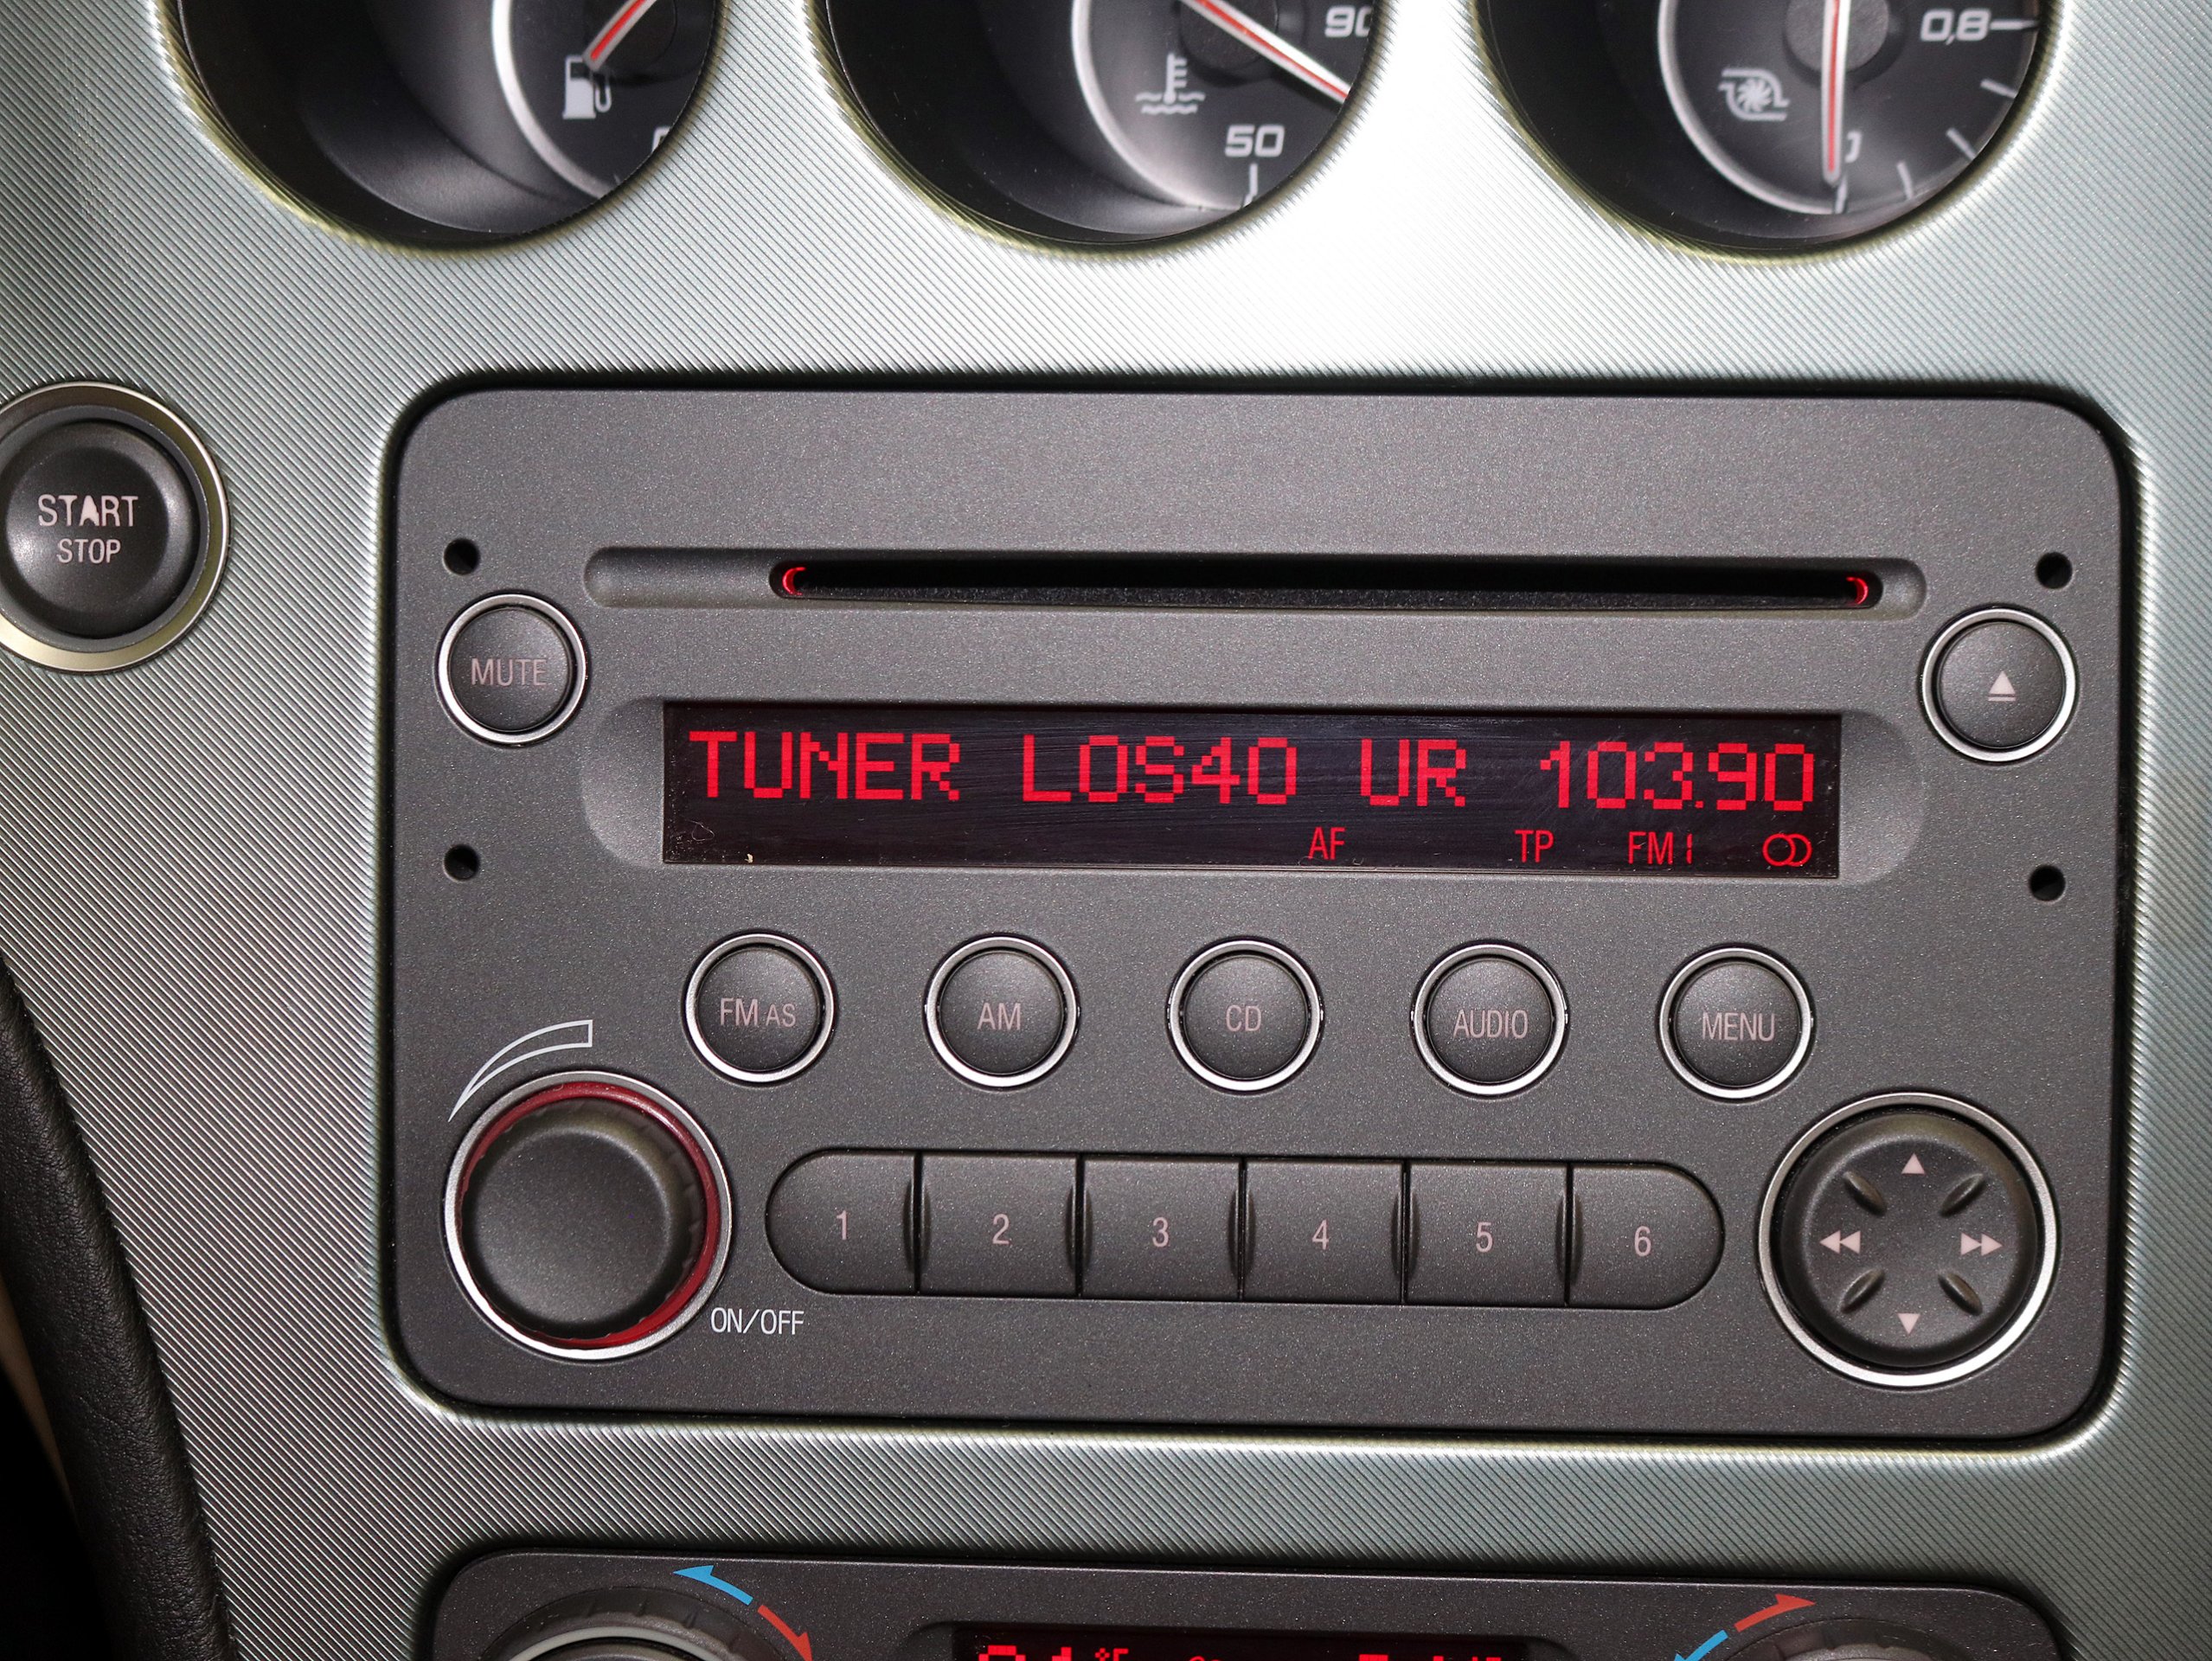 90
0,8
50
START
STOP
MUTE
TUNER LOS40 UR 103.90
AF TP FM1
FM AS AM CD AUDIO MENU
1 2 3 4 5 6
ON/OFF